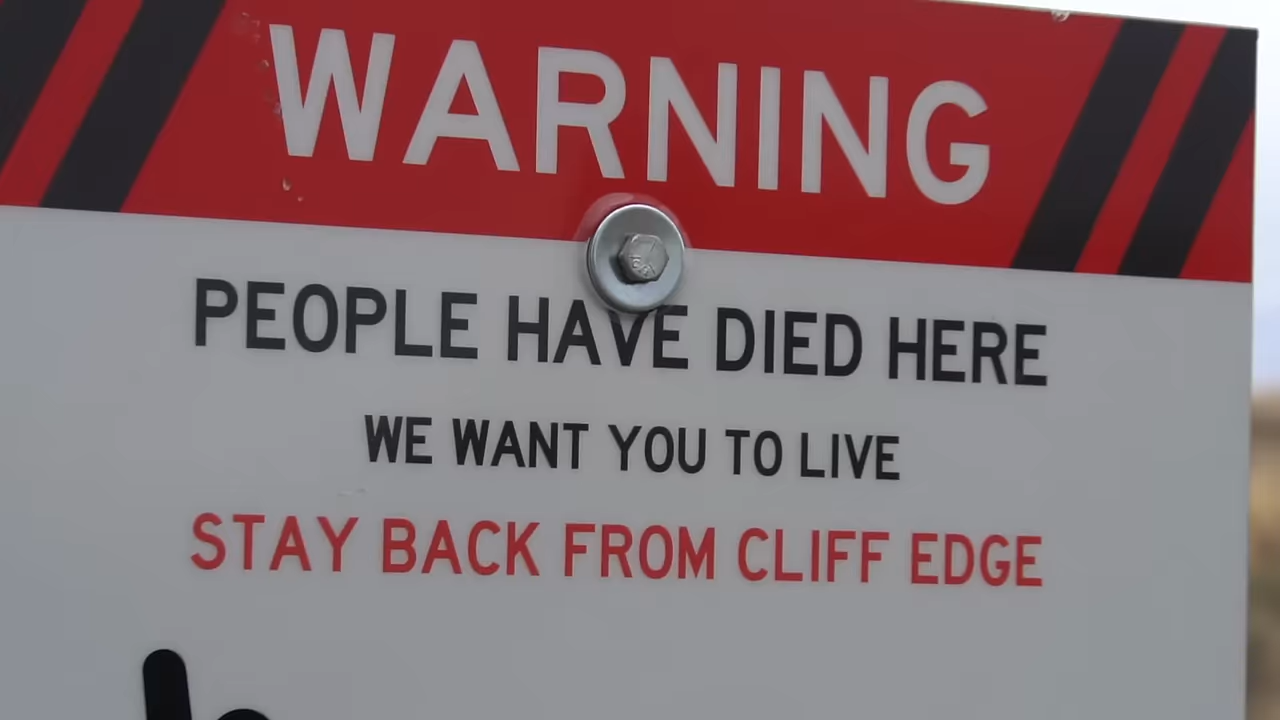 WARNING
PEOPLE HAVE DIED HERE
WE WANT YOU TO LIVE
STAY BACK FROM CLIFF EDGE